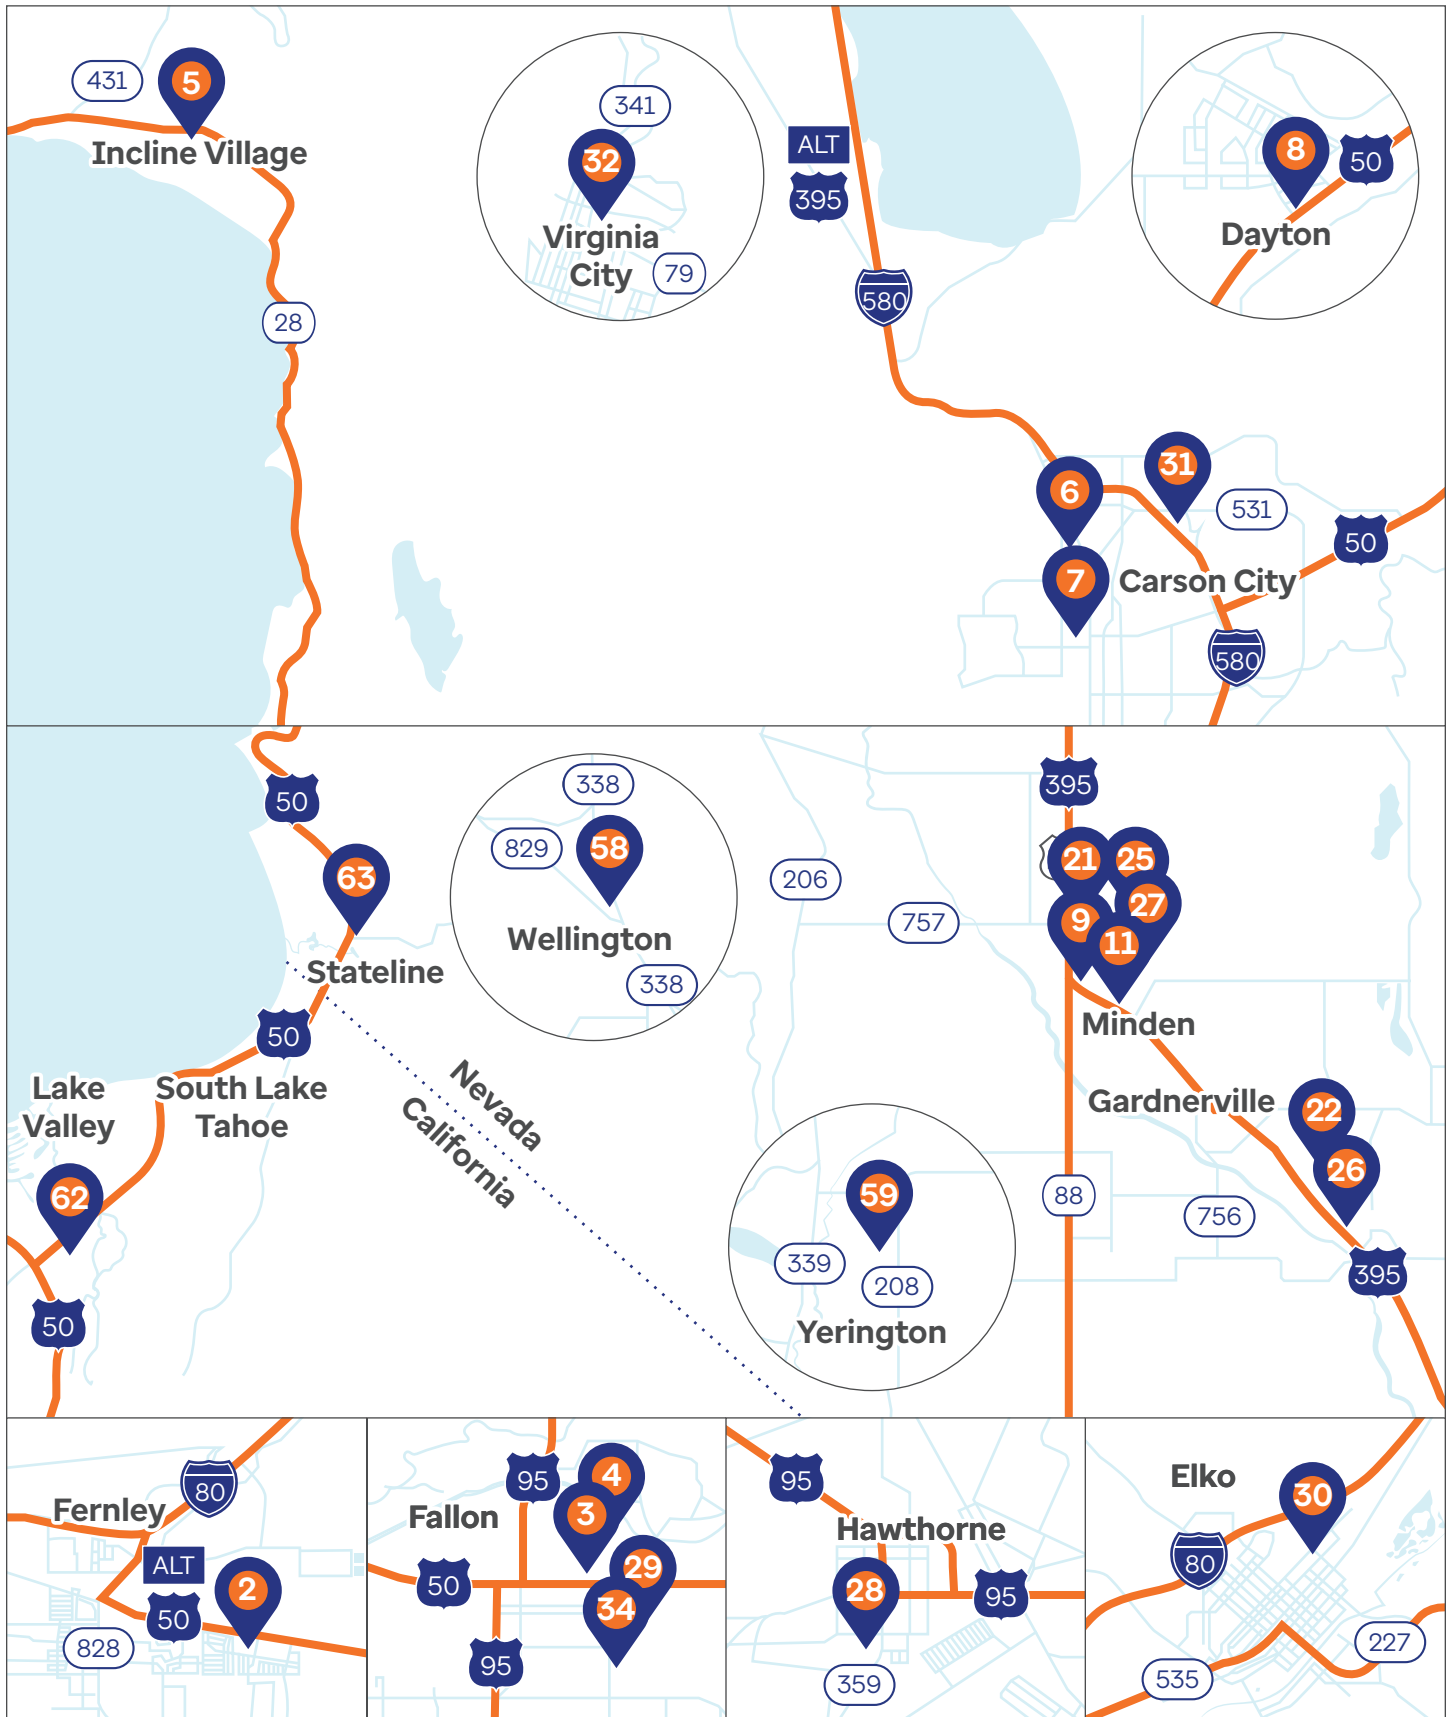 431
5
Incline Village
28
341
32
Virginia
City
79
ALT
395
580
8
50
Dayton
6
31
531
7
Carson City
50
580
50
63
Stateline
50
Lake
Valley
South Lake
Tahoe
62
50
338
829
58
Wellington
338
Nevada
California
206
757
395
21
25
27
9
11
Minden
Gardnerville
22
26
88
756
395
59
339
208
Yerington
80
Fernley
ALT
50
2
828
95
4
3
Fallon
50
29
34
95
95
Hawthorne
28
95
359
Elko
30
80
227
535